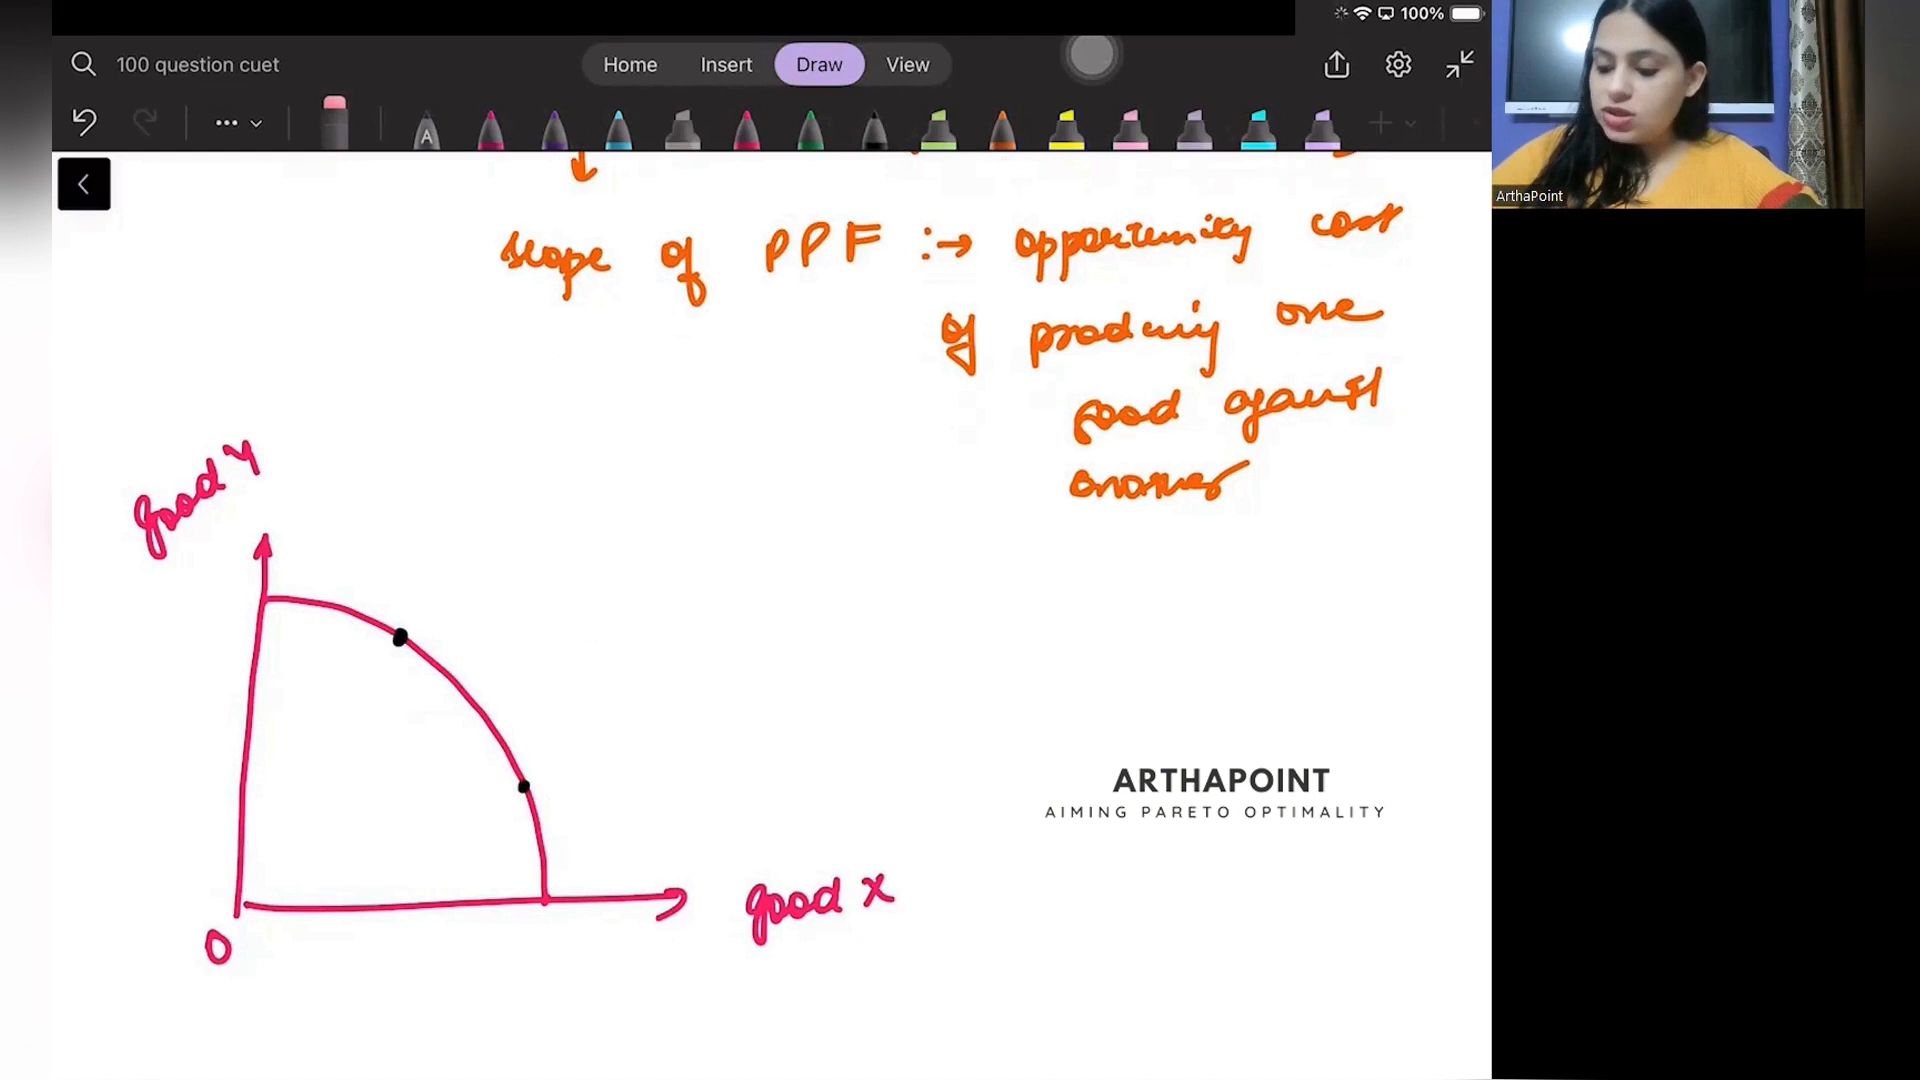 100%
100 question cuet
Home Insert Draw View
A
ArthaPoint
slope of PPF :→ opportunity cost
of producing one
good against
another
good Y
ARTHAPOINT
AIMING PARETO OPTIMALITY
good X
O